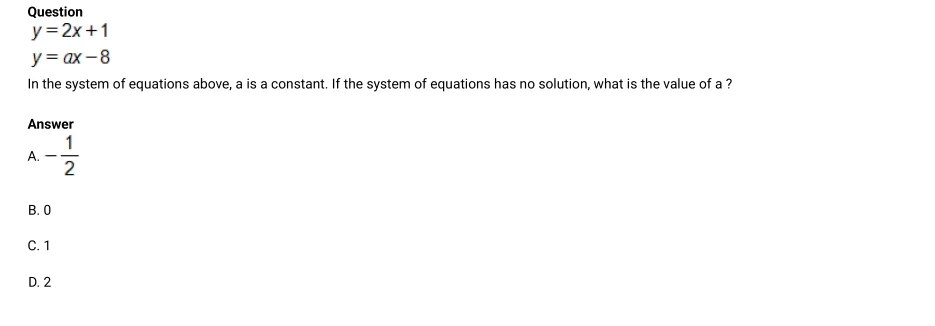 Question
y = 2x + 1
y = ax − 8
In the system of equations above, a is a constant. If the system of equations has no solution, what is the value of a ?
Answer
A. −1/2
B. 0
C. 1
D. 2